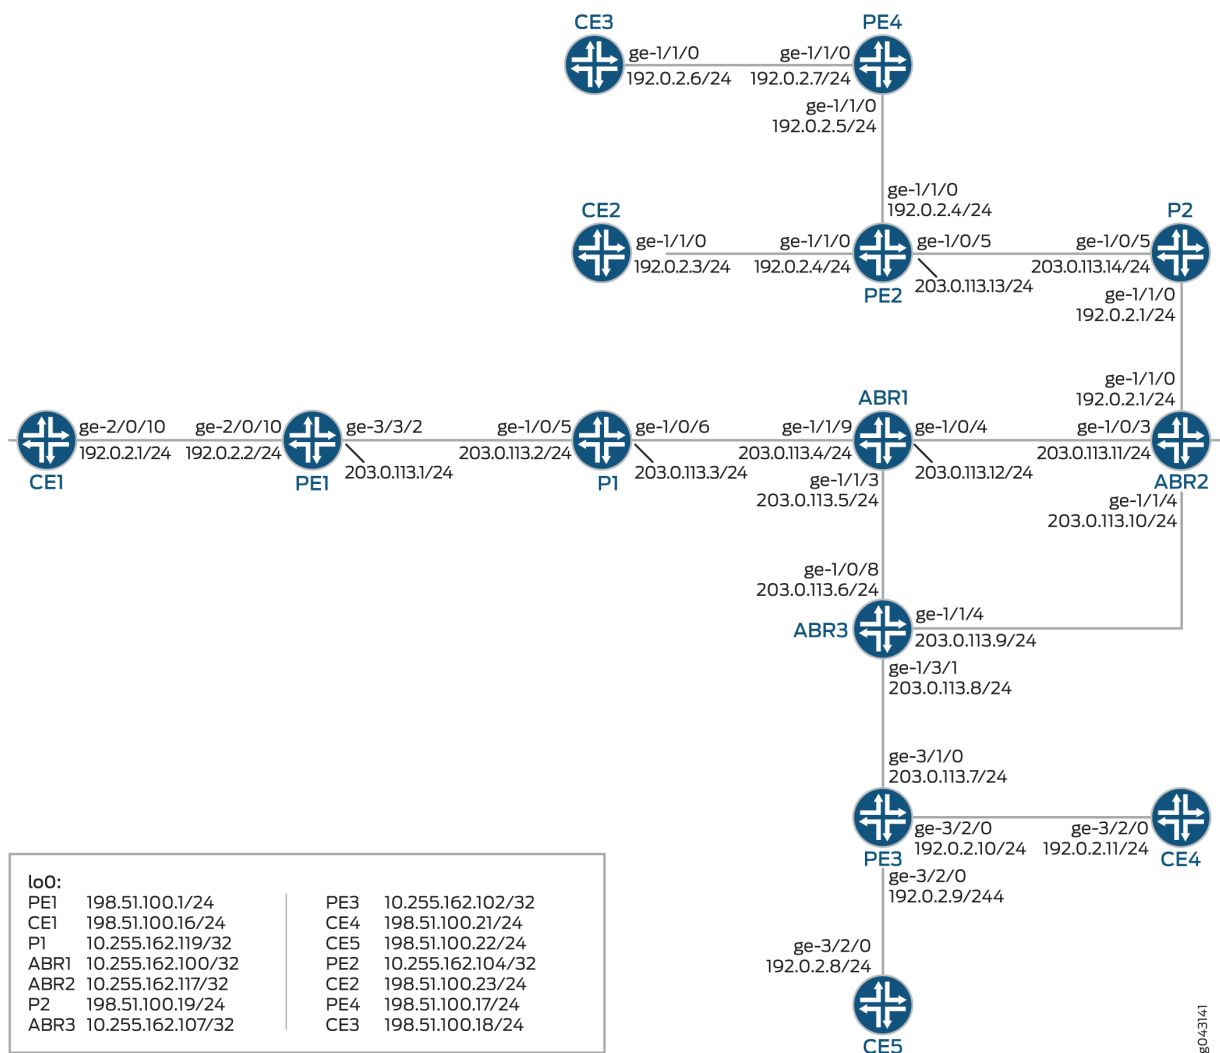 CE3
PE4
ge-1/1/0
ge-1/1/0
192.0.2.6/24
192.0.2.7/24
ge-1/1/0
192.0.2.5/24
ge-1/1/0
192.0.2.4/24
CE2
P2
ge-1/1/0
ge-1/1/0
ge-1/0/5
ge-1/0/5
192.0.2.3/24
192.0.2.4/24
203.0.113.14/24
PE2
203.0.113.13/24
ge-1/1/0
192.0.2.1/24
ge-1/1/0
192.0.2.1/24
ABR1
ge-2/0/10
ge-2/0/10
ge-3/3/2
ge-1/0/5
ge-1/0/6
ge-1/1/9
ge-1/0/4
ge-1/0/3
192.0.2.1/24
192.0.2.2/24
203.0.113.2/24
203.0.113.4/24
203.0.113.11/24
CE1
PE1
203.0.113.1/24
P1
203.0.113.3/24
203.0.113.12/24
ABR2
ge-1/1/3
203.0.113.5/24
ge-1/1/4
203.0.113.10/24
ge-1/0/8
203.0.113.6/24
ABR3
ge-1/1/4
203.0.113.9/24
ge-1/3/1
203.0.113.8/24
ge-3/1/0
203.0.113.7/24
ge-3/2/0
ge-3/2/0
192.0.2.10/24
192.0.2.11/24
PE3
CE4
ge-3/2/0
192.0.2.9/244
ge-3/2/0
192.0.2.8/24
CE5
lo0:
PE1 198.51.100.1/24
CE1 198.51.100.16/24
P1 10.255.162.119/32
ABR1 10.255.162.100/32
ABR2 10.255.162.117/32
P2 198.51.100.19/24
ABR3 10.255.162.107/32
PE3 10.255.162.102/32
CE4 198.51.100.21/24
CE5 198.51.100.22/24
PE2 10.255.162.104/32
CE2 198.51.100.23/24
PE4 198.51.100.17/24
CE3 198.51.100.18/24
g043141